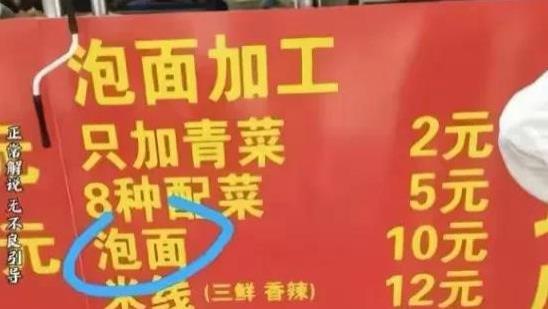 泡面加工
只加青菜 2元
8种配菜 5元
泡面 10元
米线 (三鲜 香辣) 12元
元
元
正常解说 无不良引导